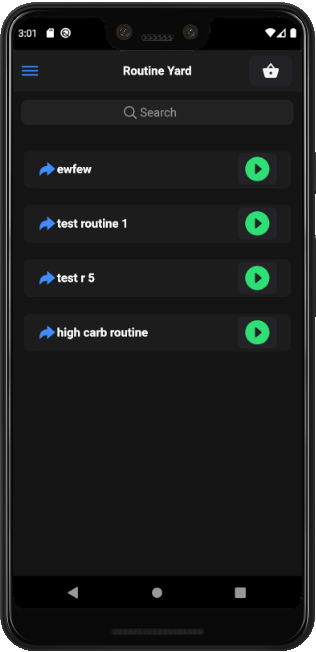 3:01
Routine Yard
Search
ewfew
test routine 1
test r 5
high carb routine